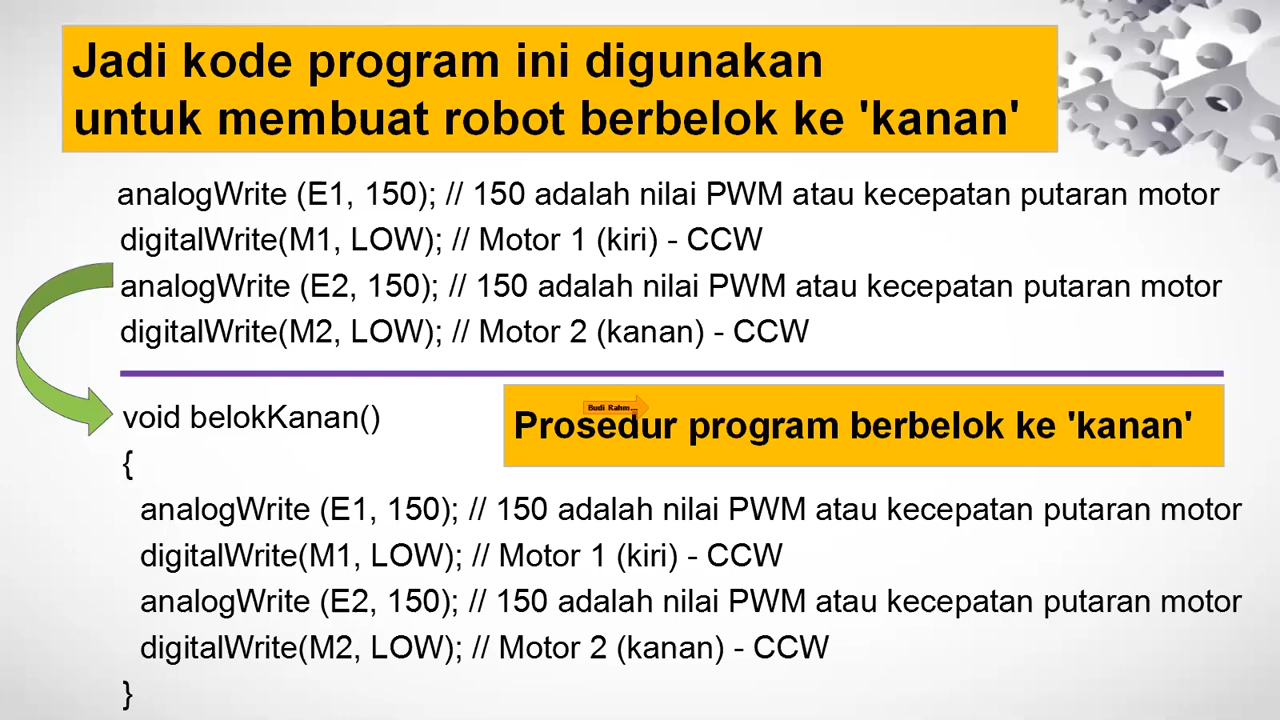 Jadi kode program ini digunakan
untuk membuat robot berbelok ke 'kanan'
analogWrite (E1, 150); // 150 adalah nilai PWM atau kecepatan putaran motor
digitalWrite(M1, LOW); // Motor 1 (kiri) - CCW
analogWrite (E2, 150); // 150 adalah nilai PWM atau kecepatan putaran motor
digitalWrite(M2, LOW); // Motor 2 (kanan) - CCW
void belokKanan()
Budi Rahm...
Prosedur program berbelok ke 'kanan'
{
analogWrite (E1, 150); // 150 adalah nilai PWM atau kecepatan putaran motor
digitalWrite(M1, LOW); // Motor 1 (kiri) - CCW
analogWrite (E2, 150); // 150 adalah nilai PWM atau kecepatan putaran motor
digitalWrite(M2, LOW); // Motor 2 (kanan) - CCW
}